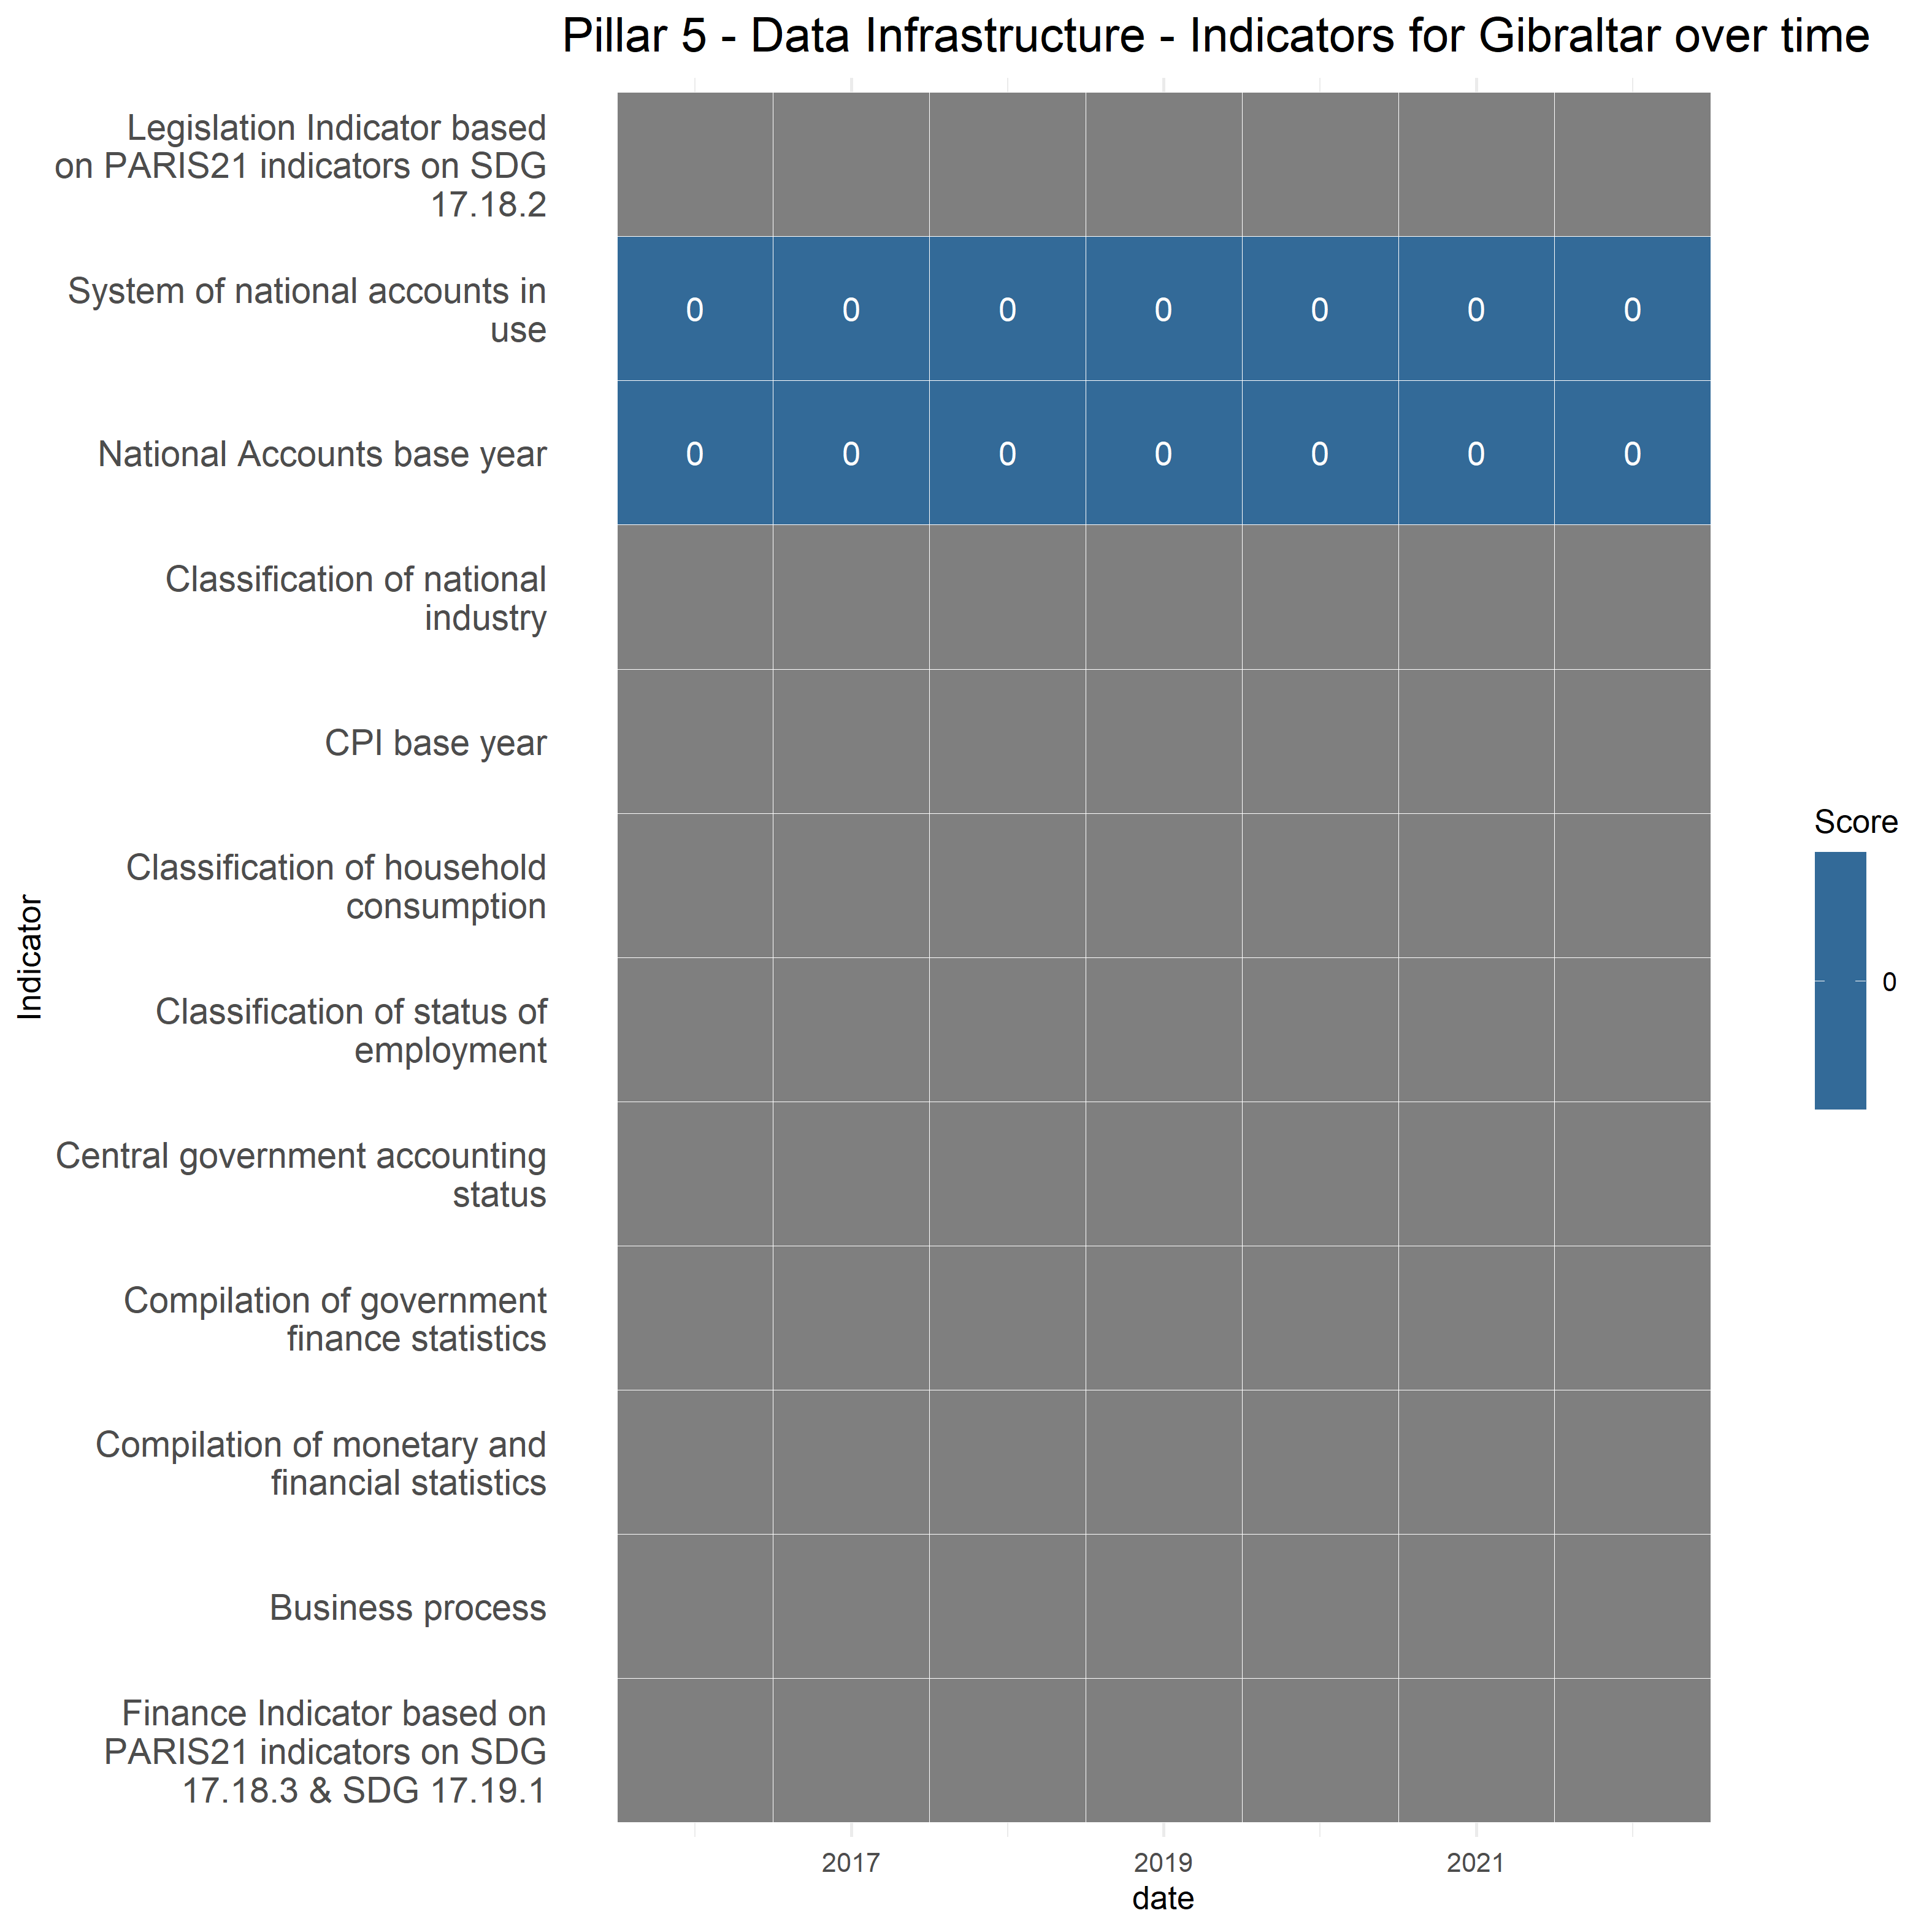 Pillar 5 - Data Infrastructure - Indicators for Gibraltar over time
Legislation Indicator based
on PARIS21 indicators on SDG
17.18.2
System of national accounts in
use
0 0 0 0 0 0 0
National Accounts base year
0 0 0 0 0 0 0
Classification of national
industry
CPI base year
Classification of household
consumption
Classification of status of
employment
Central government accounting
status
Compilation of government
finance statistics
Compilation of monetary and
financial statistics
Business process
Finance Indicator based on
PARIS21 indicators on SDG
17.18.3 & SDG 17.19.1
Indicator
2017 2019 2021
date
Score
0